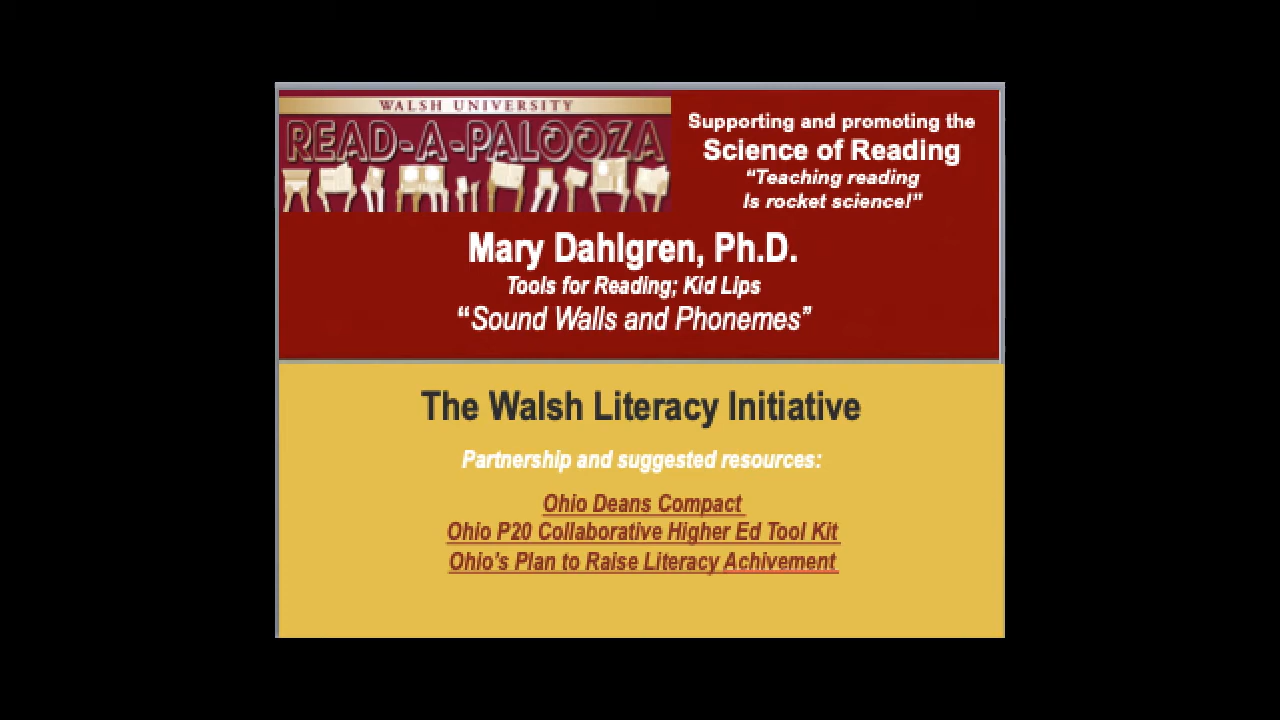 WALSH UNIVERSITY
READ-A-PALOOZA
Supporting and promoting the
Science of Reading
“Teaching reading
Is rocket science!”
Mary Dahlgren, Ph.D.
Tools for Reading; Kid Lips
“Sound Walls and Phonemes”
The Walsh Literacy Initiative
Partnership and suggested resources:
Ohio Deans Compact
Ohio P20 Collaborative Higher Ed Tool Kit
Ohio's Plan to Raise Literacy Achivement